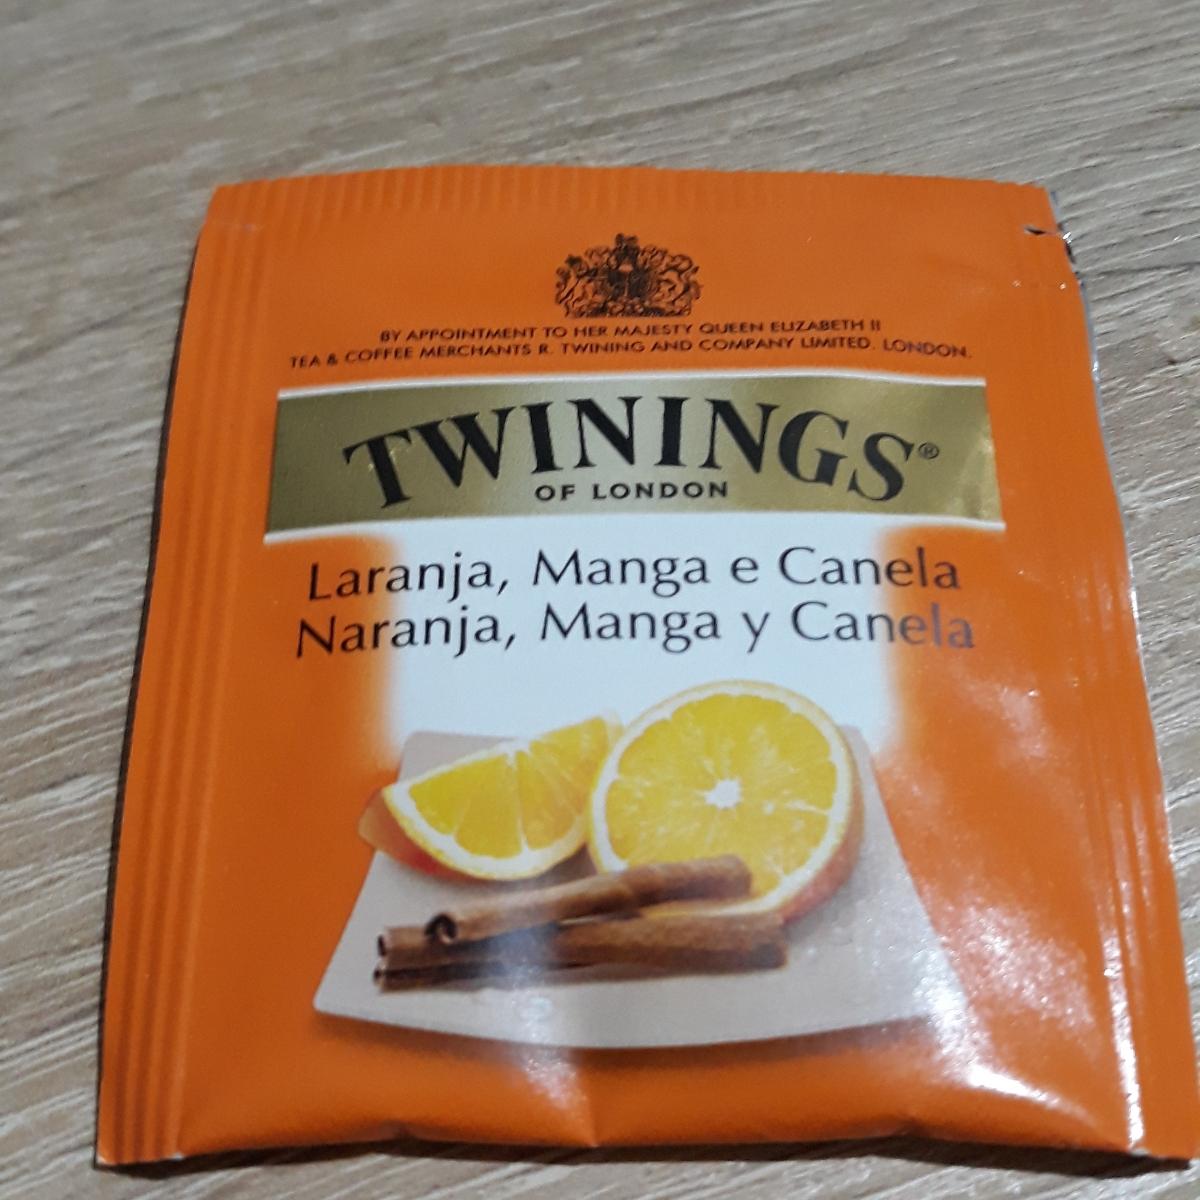 BY APPOINTMENT TO HER MAJESTY QUEEN ELIZABETH II
TEA & COFFEE MERCHANTS R. TWINING AND COMPANY LIMITED. LONDON.
TWININGS®
OF LONDON
Laranja, Manga e Canela
Naranja, Manga y Canela